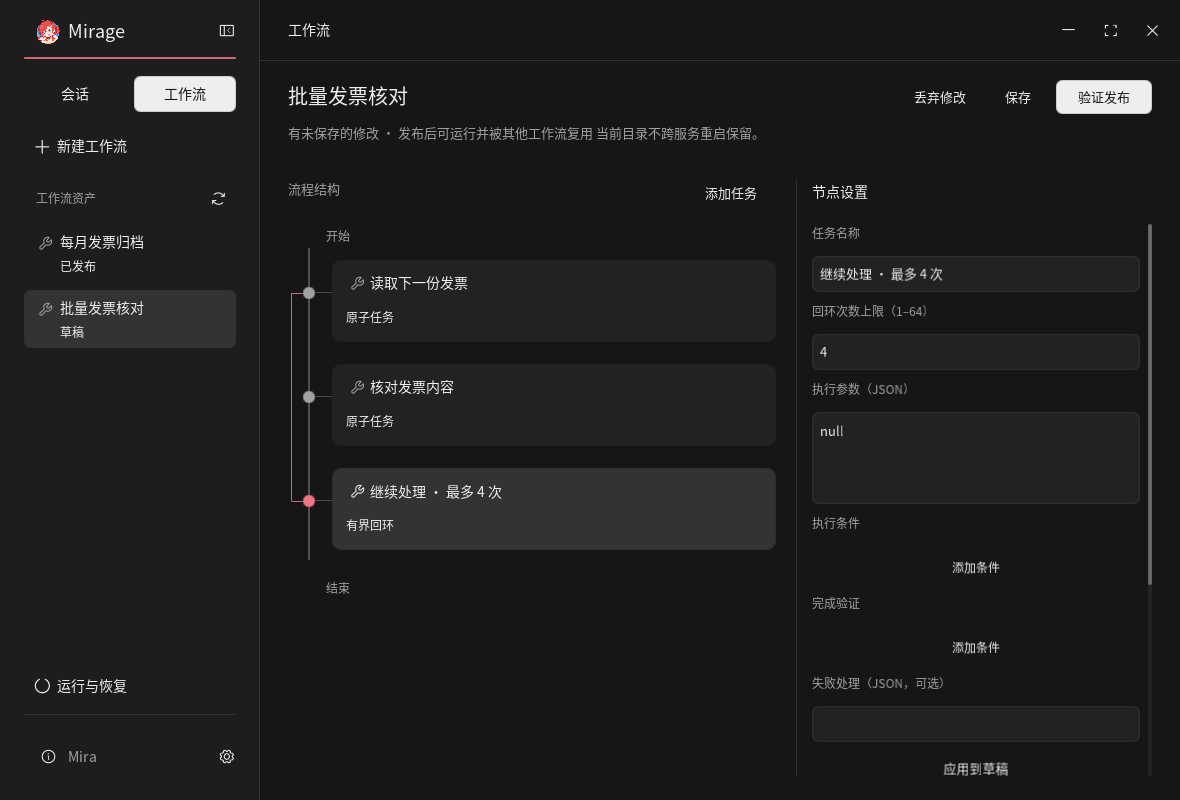 Mirage
会话
工作流
新建工作流
工作流资产
每月发票归档
已发布
批量发票核对
草稿
运行与恢复
Mira
工作流
批量发票核对
有未保存的修改 · 发布后可运行并被其他工作流复用 当前目录不跨服务重启保留。
丢弃修改
保存
验证发布
流程结构
添加任务
开始
读取下一份发票
原子任务
核对发票内容
原子任务
继续处理 · 最多 4 次
有界回环
结束
节点设置
任务名称
继续处理 · 最多 4 次
回环次数上限（1–64）
4
执行参数（JSON）
null
执行条件
添加条件
完成验证
添加条件
失败处理（JSON，可选）
应用到草稿